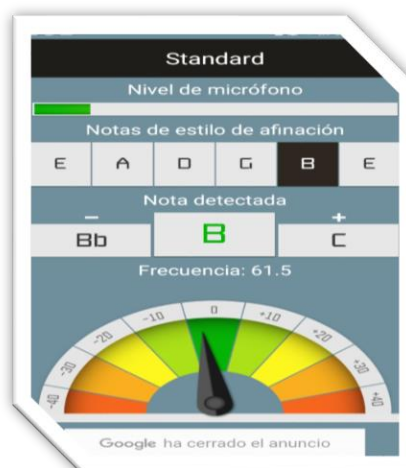 Standard
Nivel de micrófono
Notas de estilo de afinación
E A D G B E
Nota detectada
− +
Bb B C
Frecuencia: 61.5
-40 -30 -20 -10 0 +10 +20 +30 +40
Google ha cerrado el anuncio